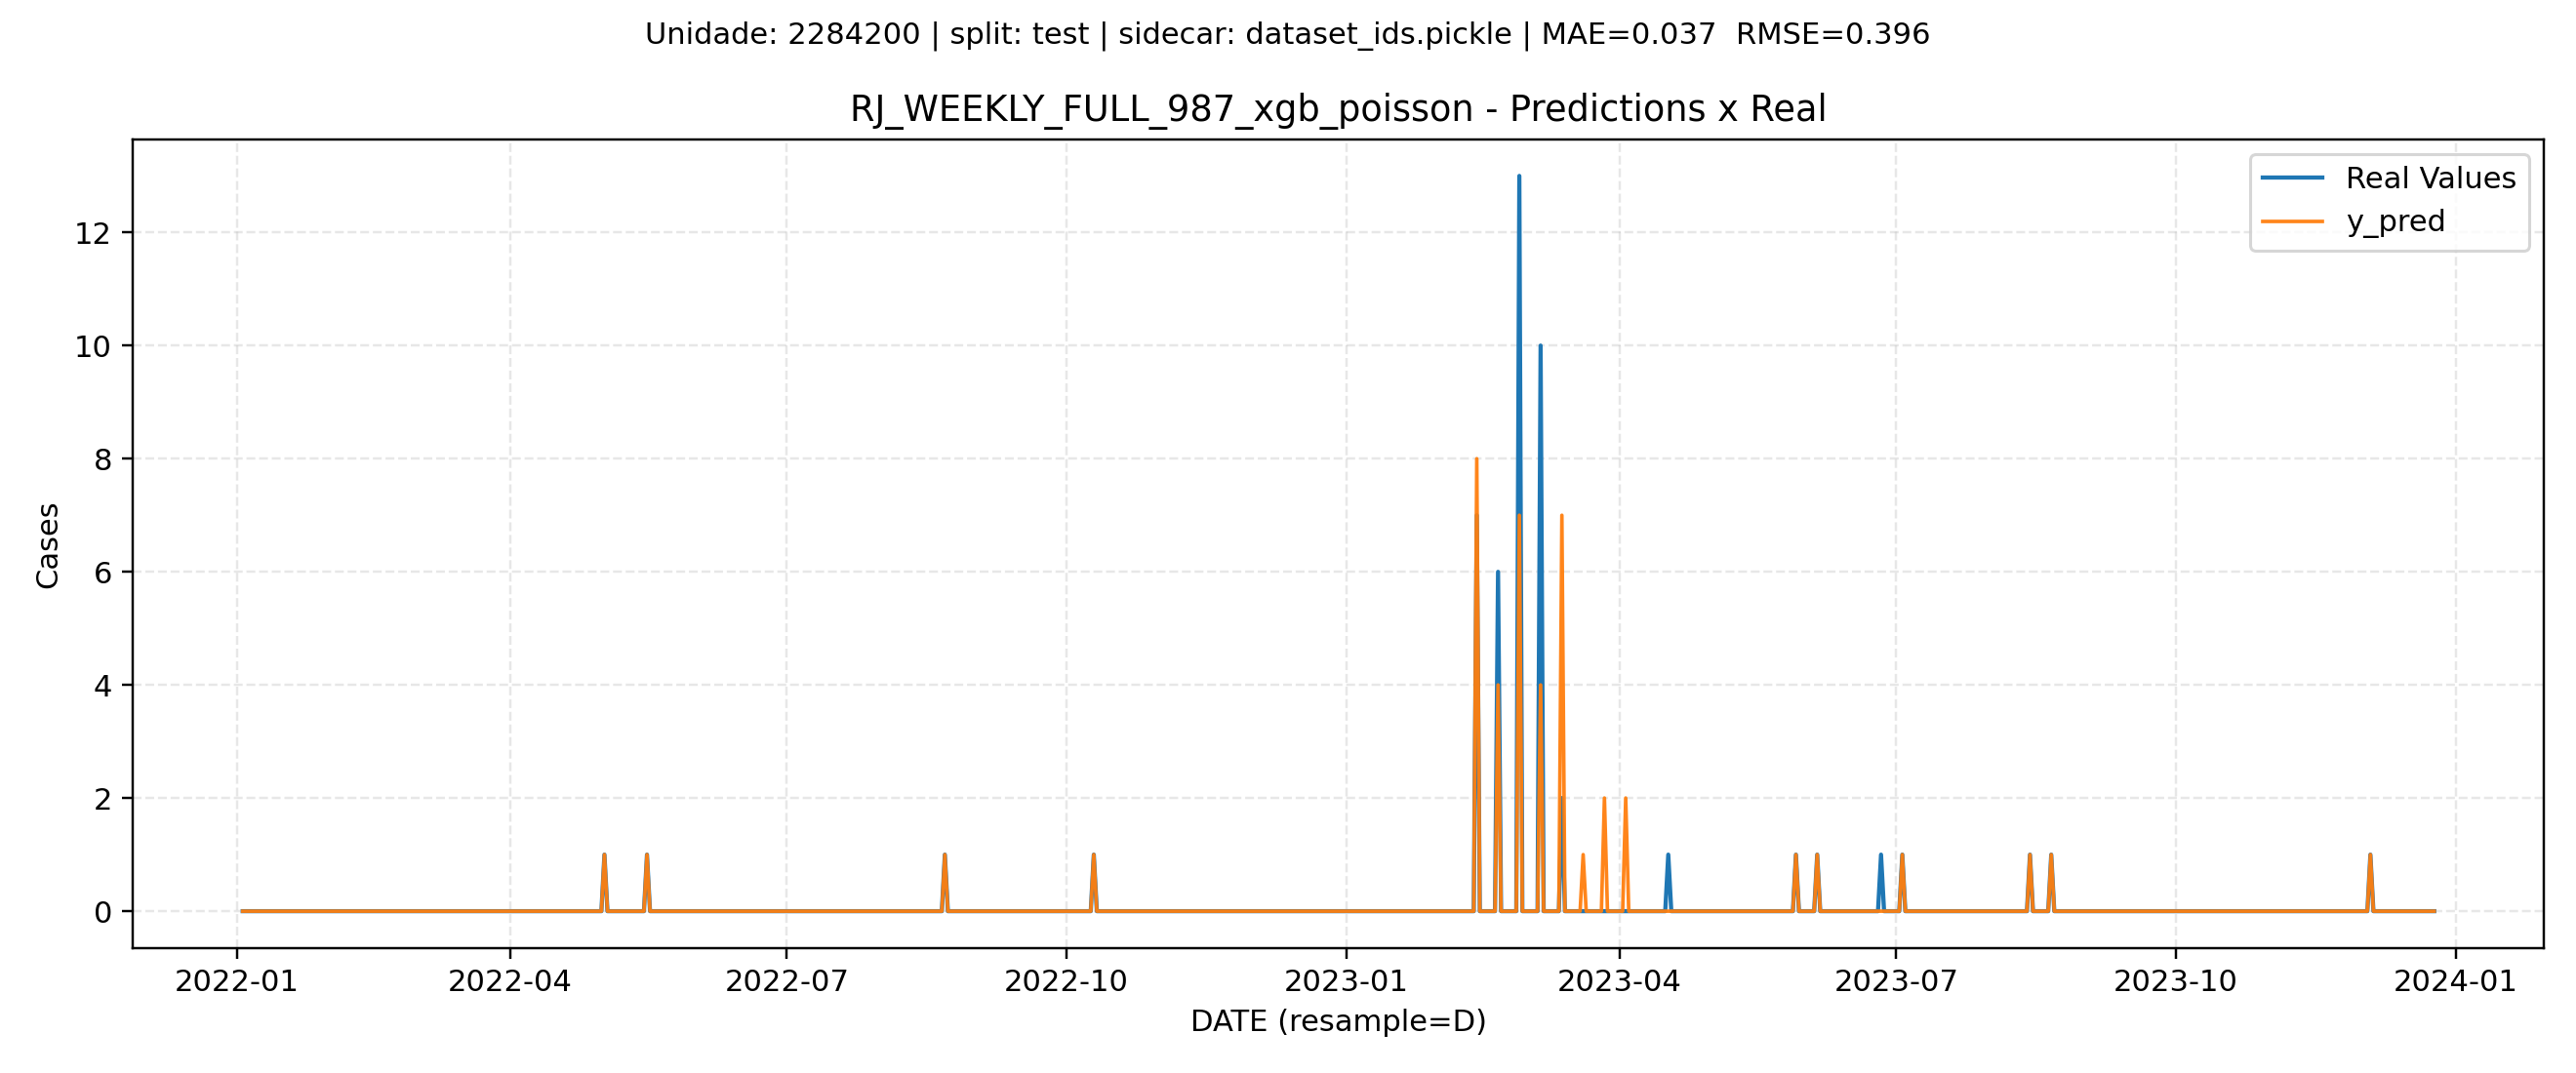 Unidade: 2284200 | split: test | sidecar: dataset_ids.pickle | MAE=0.037  RMSE=0.396
RJ_WEEKLY_FULL_987_xgb_poisson - Predictions x Real
Real Values
y_pred
12
10
8
6
4
2
0
Cases
2022-01
2022-04
2022-07
2022-10
2023-01
2023-04
2023-07
2023-10
2024-01
DATE (resample=D)